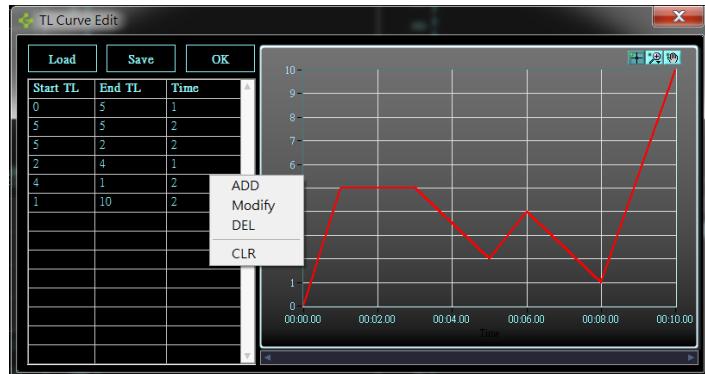 TL Curve Edit
Load Save OK
Start TL End TL Time
0 5 1
5 5 2
5 2 2
2 4 1
4 1 2
1 10 2
ADD
Modify
DEL
CLR
10
9
8
7
6
1
0
00:00.00 00:02.00 00:04.00 00:06.00 00:08.00 00:10.00
Time